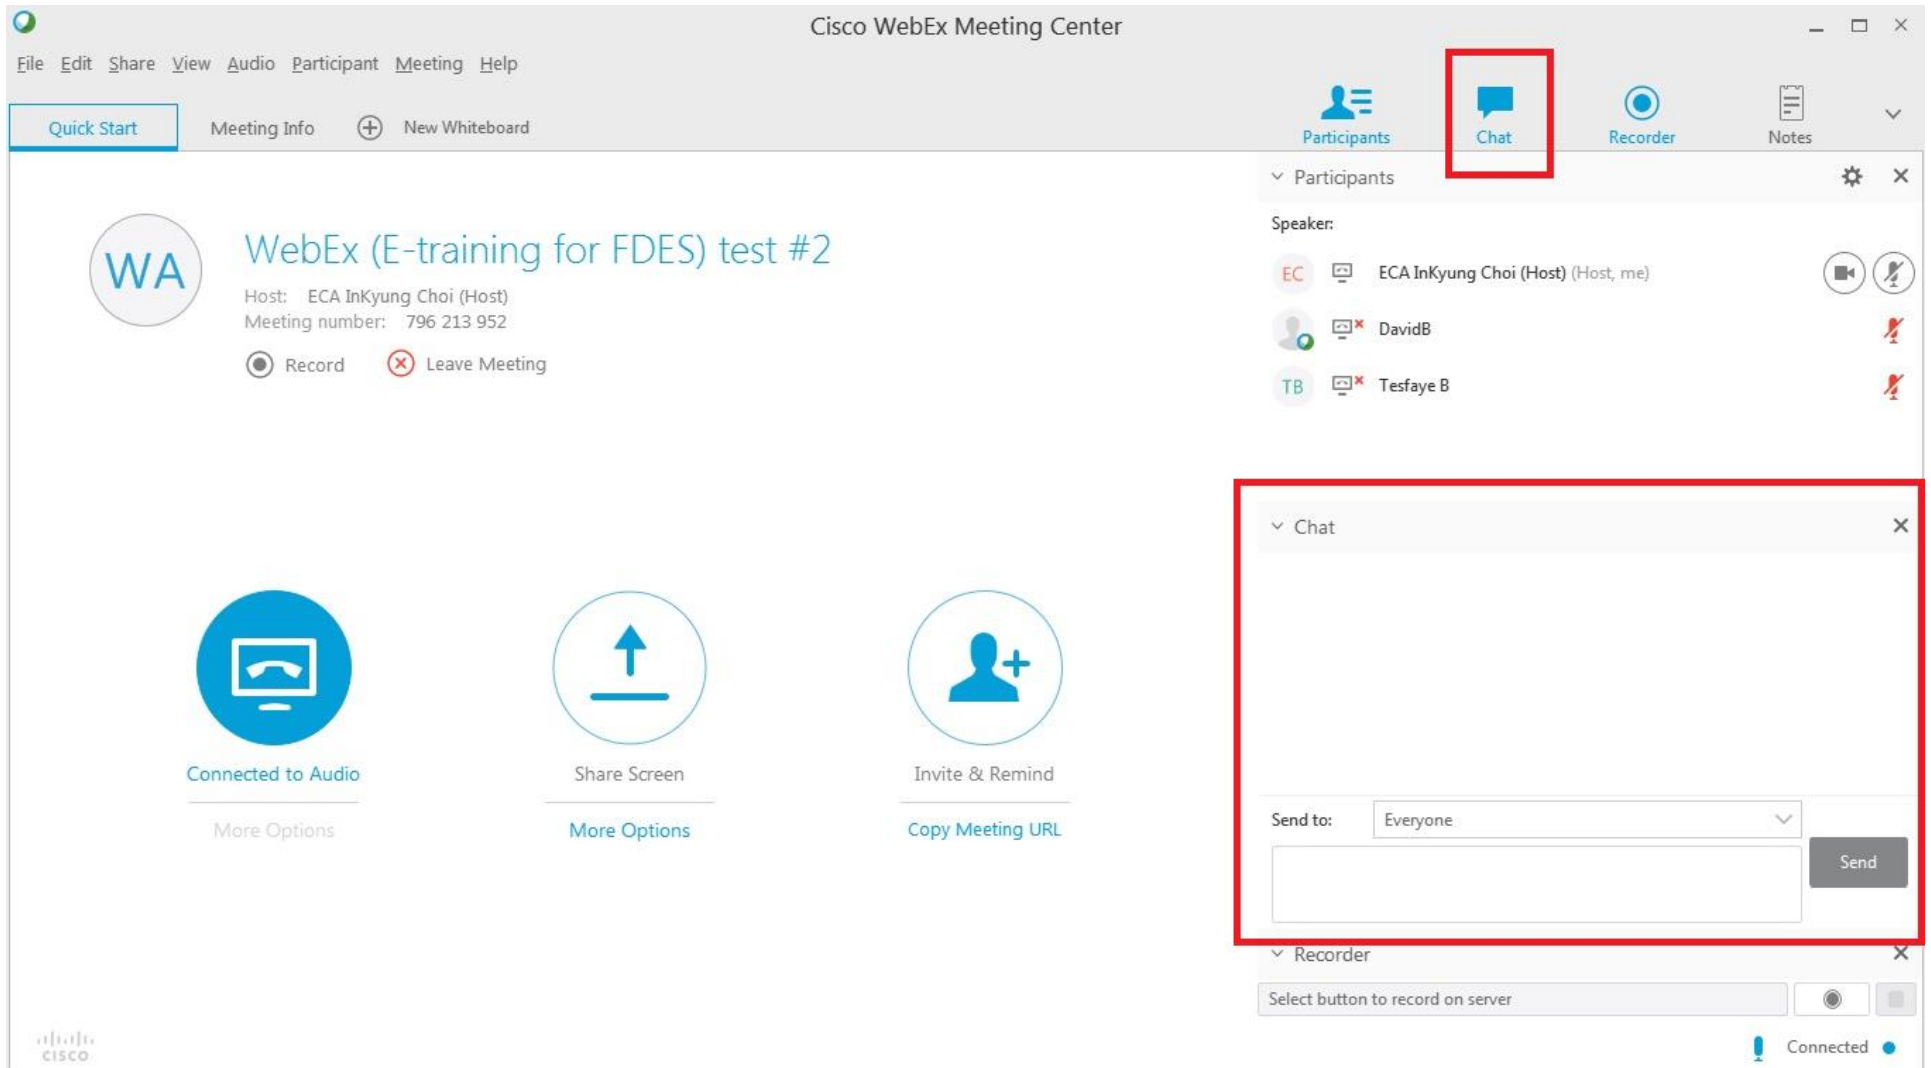 Cisco WebEx Meeting Center
File Edit Share View Audio Participant Meeting Help
Quick Start Meeting Info New Whiteboard Participants Chat Recorder Notes
Participants
Speaker:
WA
WebEx (E-training for FDES) test #2
Host: ECA InKyung Choi (Host)
Meeting number: 796 213 952
Record Leave Meeting
EC ECA InKyung Choi (Host) (Host, me)
DavidB
TB Tesfaye B
Chat
Connected to Audio Share Screen Invite & Remind
More Options More Options Copy Meeting URL
Send to: Everyone
Send
Recorder
Select button to record on server
CISCO
Connected